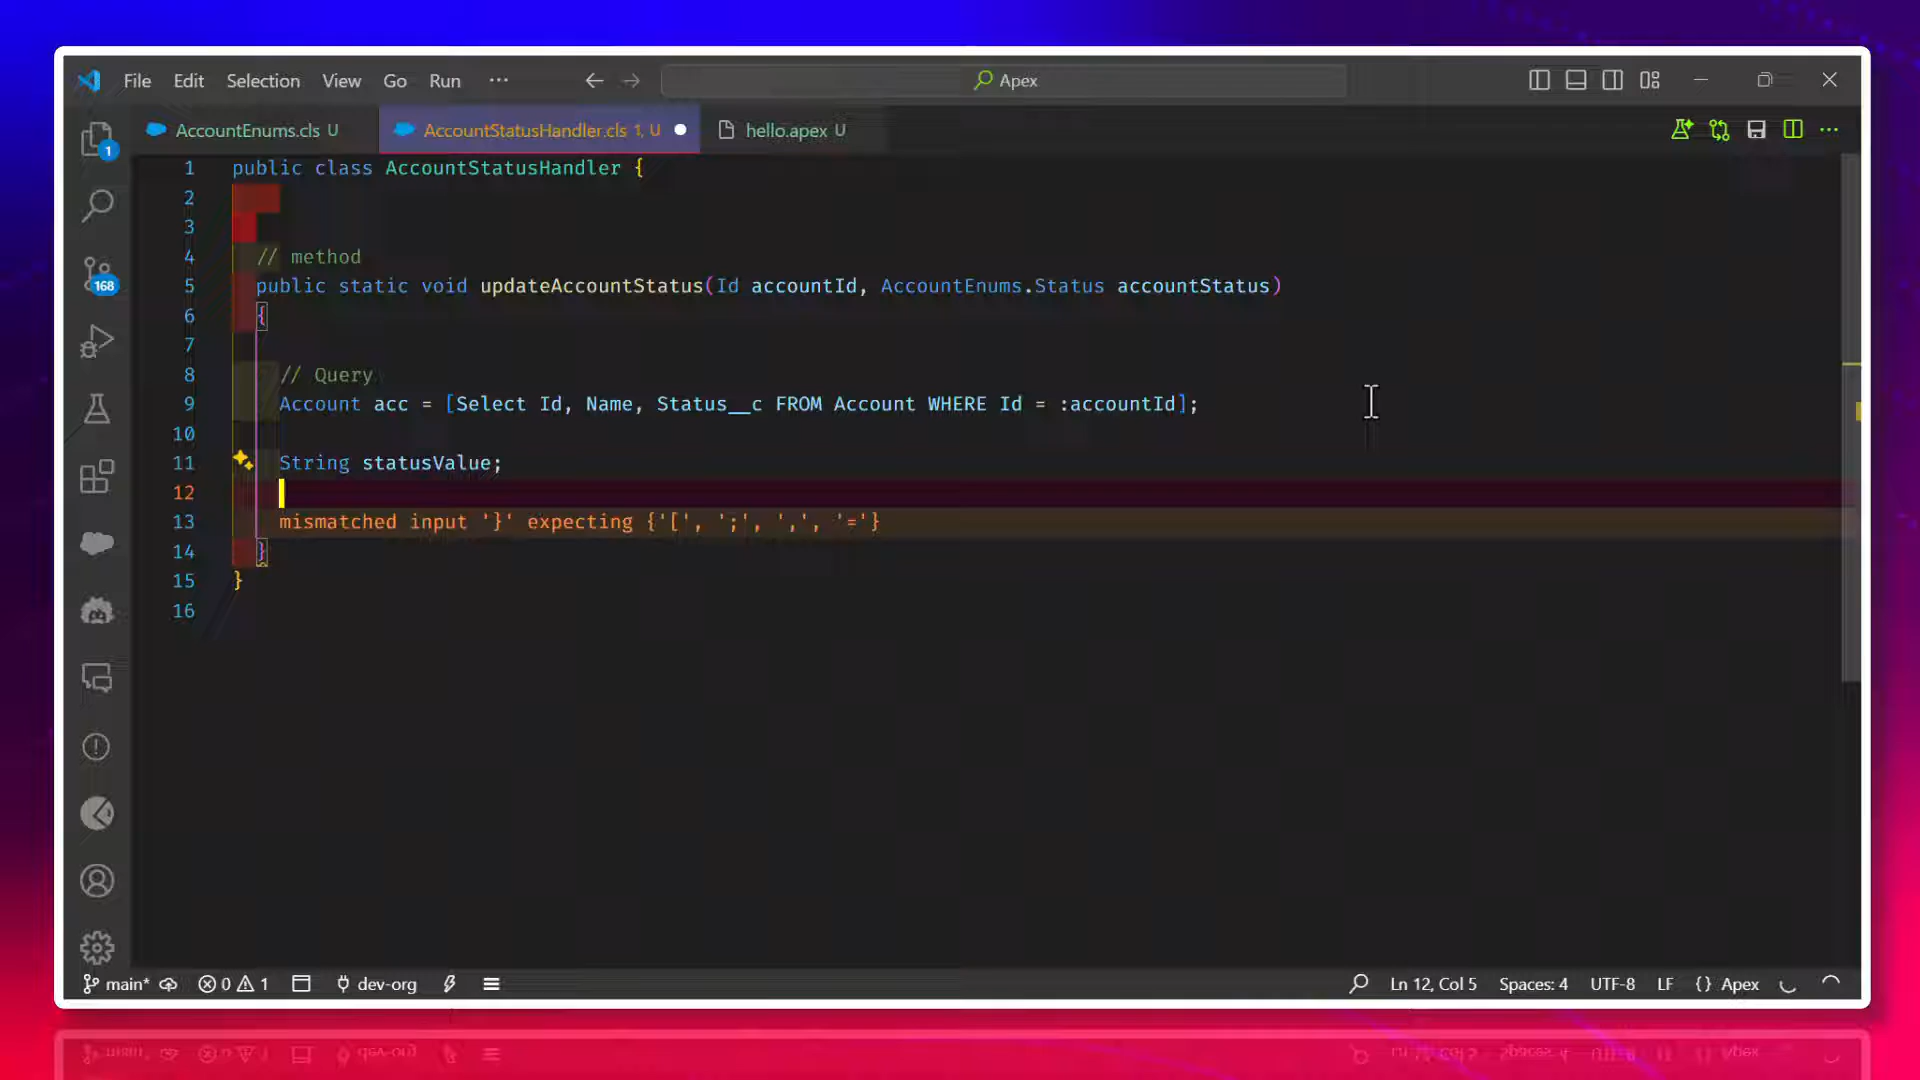 File Edit Selection View Go Run ··· Apex
AccountEnums.cls U AccountStatusHandler.cls 1, U hello.apex U
1 public class AccountStatusHandler {
2
3
4 // method
5 public static void updateAccountStatus(Id accountId, AccountEnums.Status accountStatus)
6 {
7
8 // Query
9 Account acc = [Select Id, Name, Status__c FROM Account WHERE Id = :accountId];
10
11 String statusValue;
12
13 mismatched input '}' expecting {'[', ';', ',', '='}
14 }
15 }
16
1
168
main* 0 1 dev-org Ln 12, Col 5 Spaces: 4 UTF-8 LF {} Apex